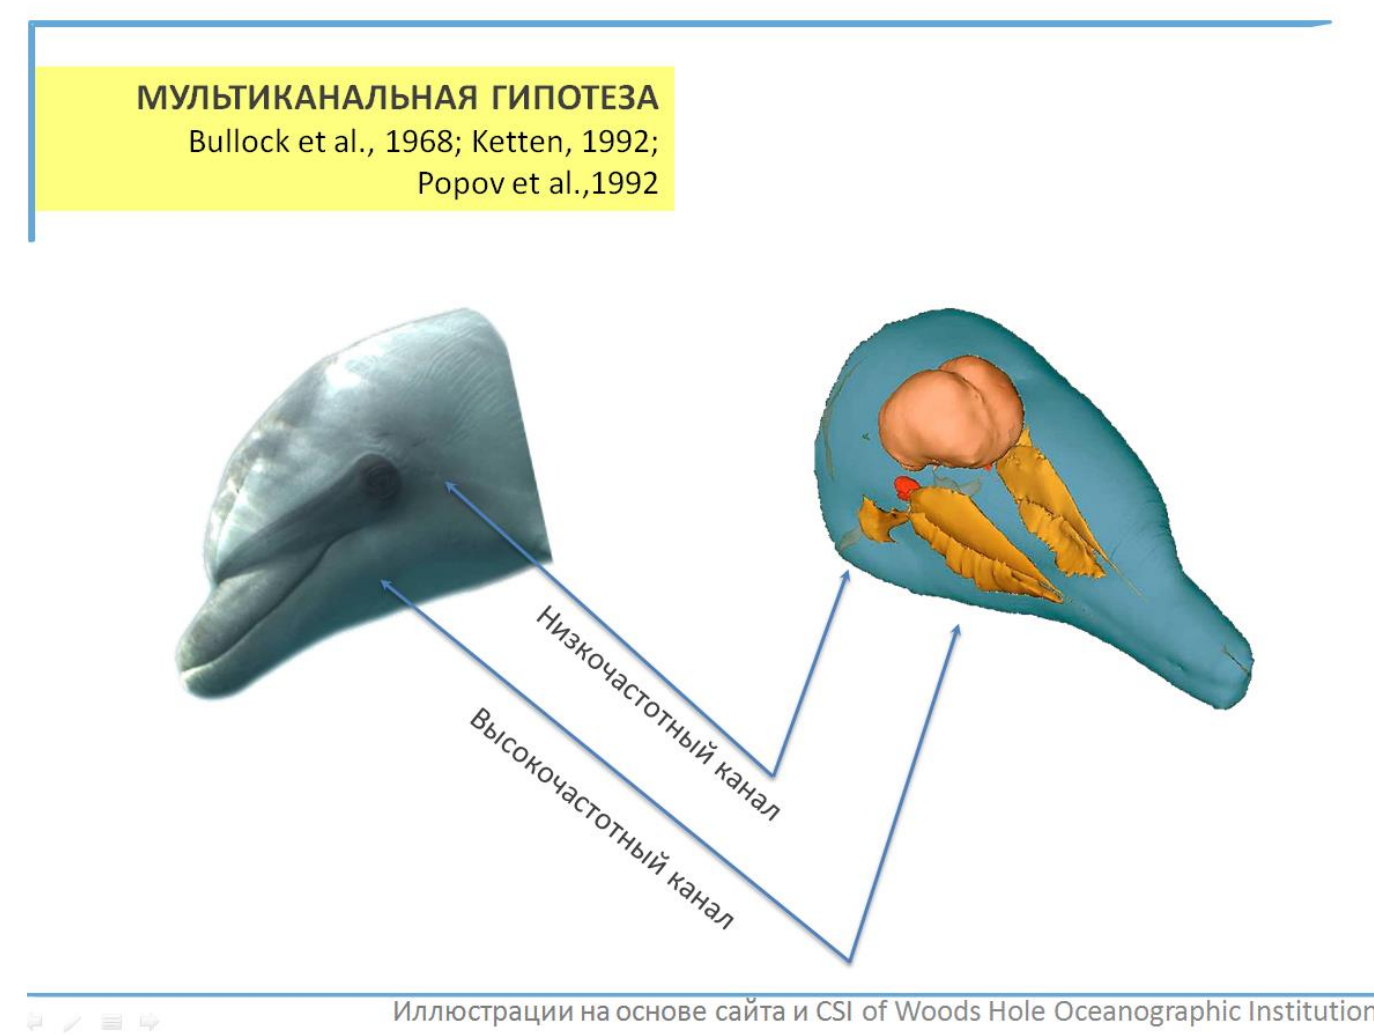 МУЛЬТИКАНАЛЬНАЯ ГИПОТЕЗА
Bullock et al., 1968; Ketten, 1992;
Popov et al.,1992
Низкочастотный канал
Высокочастотный канал
Иллюстрации на основе сайта и CSI of Woods Hole Oceanographic Institution